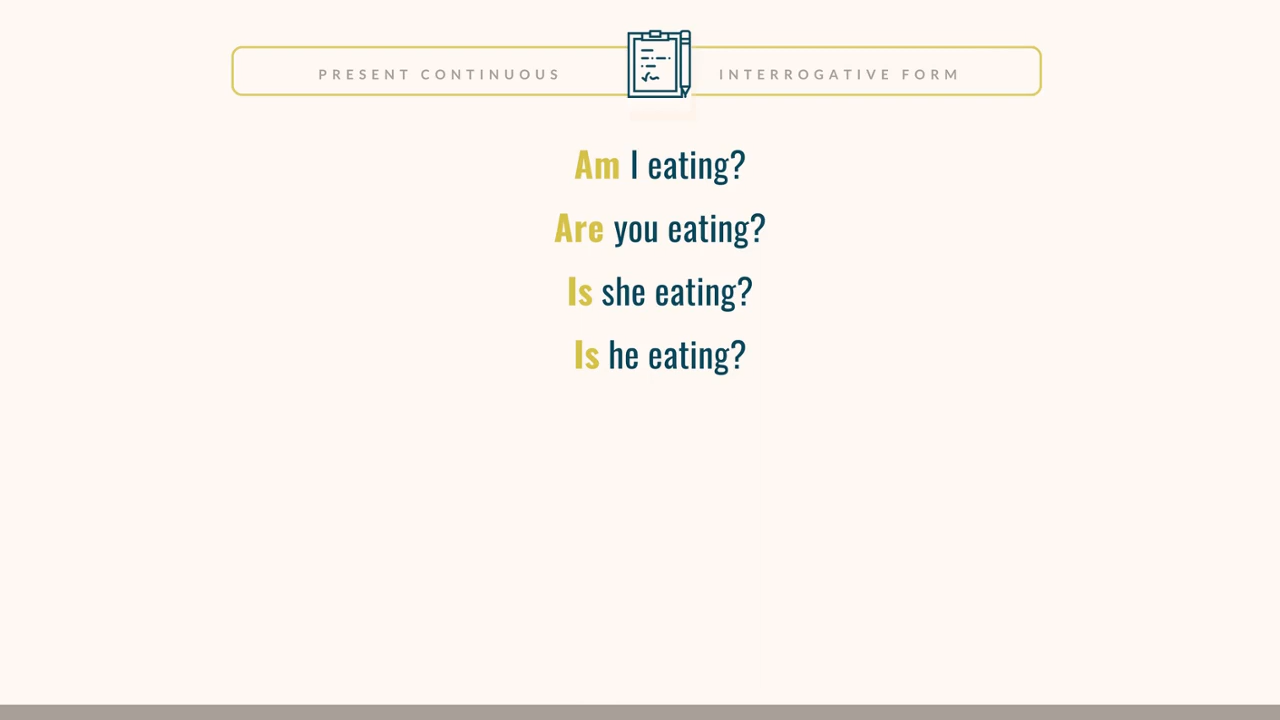 PRESENT CONTINUOUS INTERROGATIVE FORM
Am I eating?
Are you eating?
Is she eating?
Is he eating?